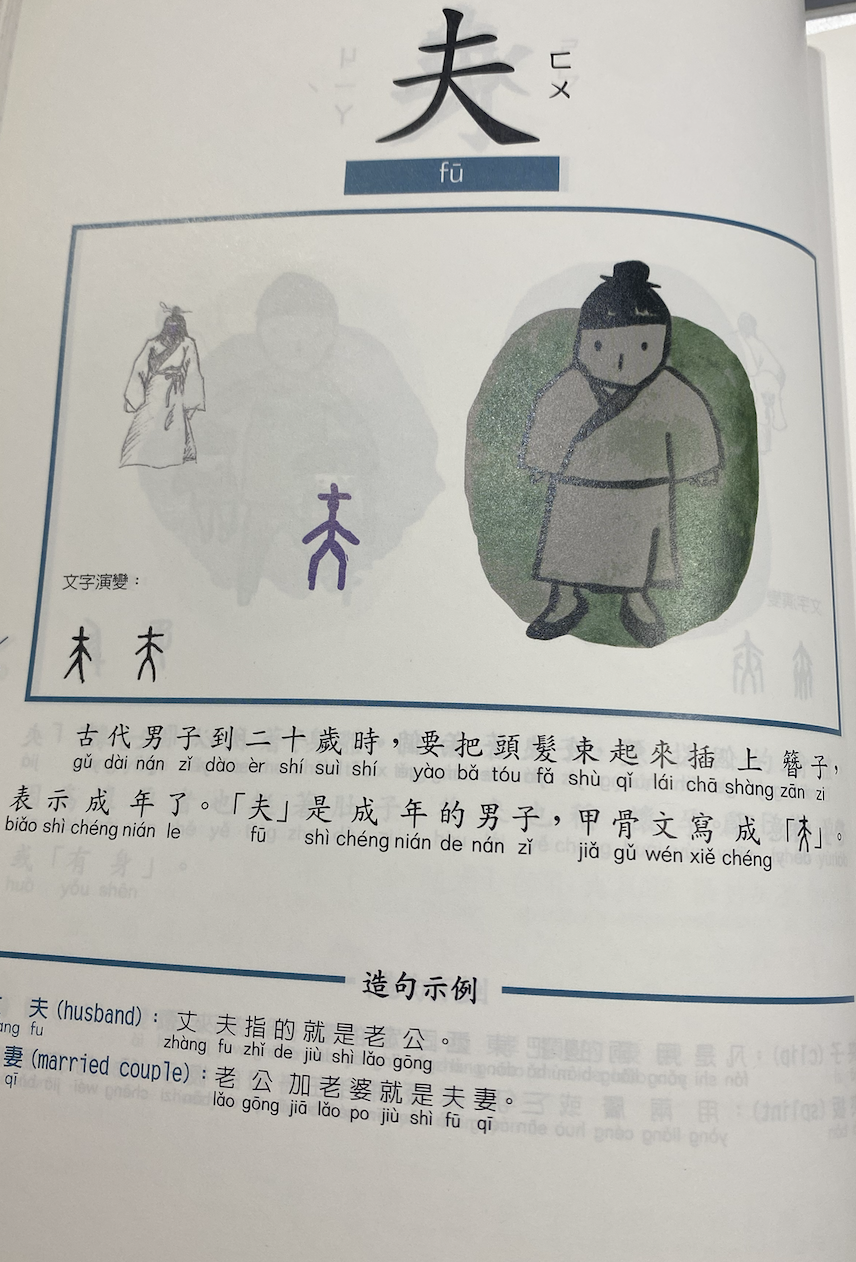 夫
ㄈㄨ
fū
文字演變：
古代男子到二十歲時，要把頭髮束起來插上簪子，
gǔ dài nán zǐ dào èr shí suì shí yào bǎ tóu fǎ shù qǐ lái chā shàng zān zi
表示成年了。「夫」是成年的男子，甲骨文寫成「」。
biǎo shì chéng nián le fū shì chéng nián de nán zǐ jiǎ gǔ wén xiě chéng
造句示例
夫(husband)：丈夫指的就是老公。
fu zhàng fu zhǐ de jiù shì lǎo gōng
妻(married couple)：老公加老婆就是夫妻。
qī lǎo gōng jiā lǎo po jiù shì fū qī